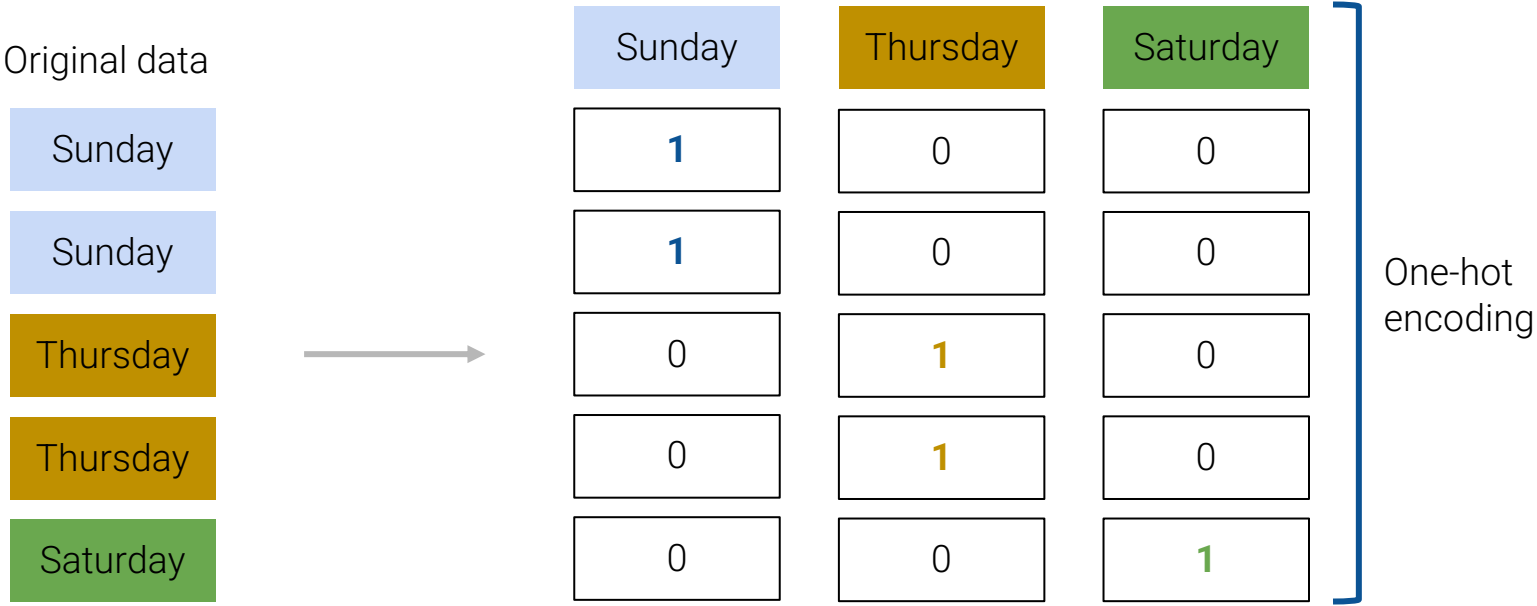 Original data
Sunday Thursday Saturday
Sunday 1 0 0
Sunday 1 0 0
Thursday 0 1 0
Thursday 0 1 0
Saturday 0 0 1
One-hot
encoding